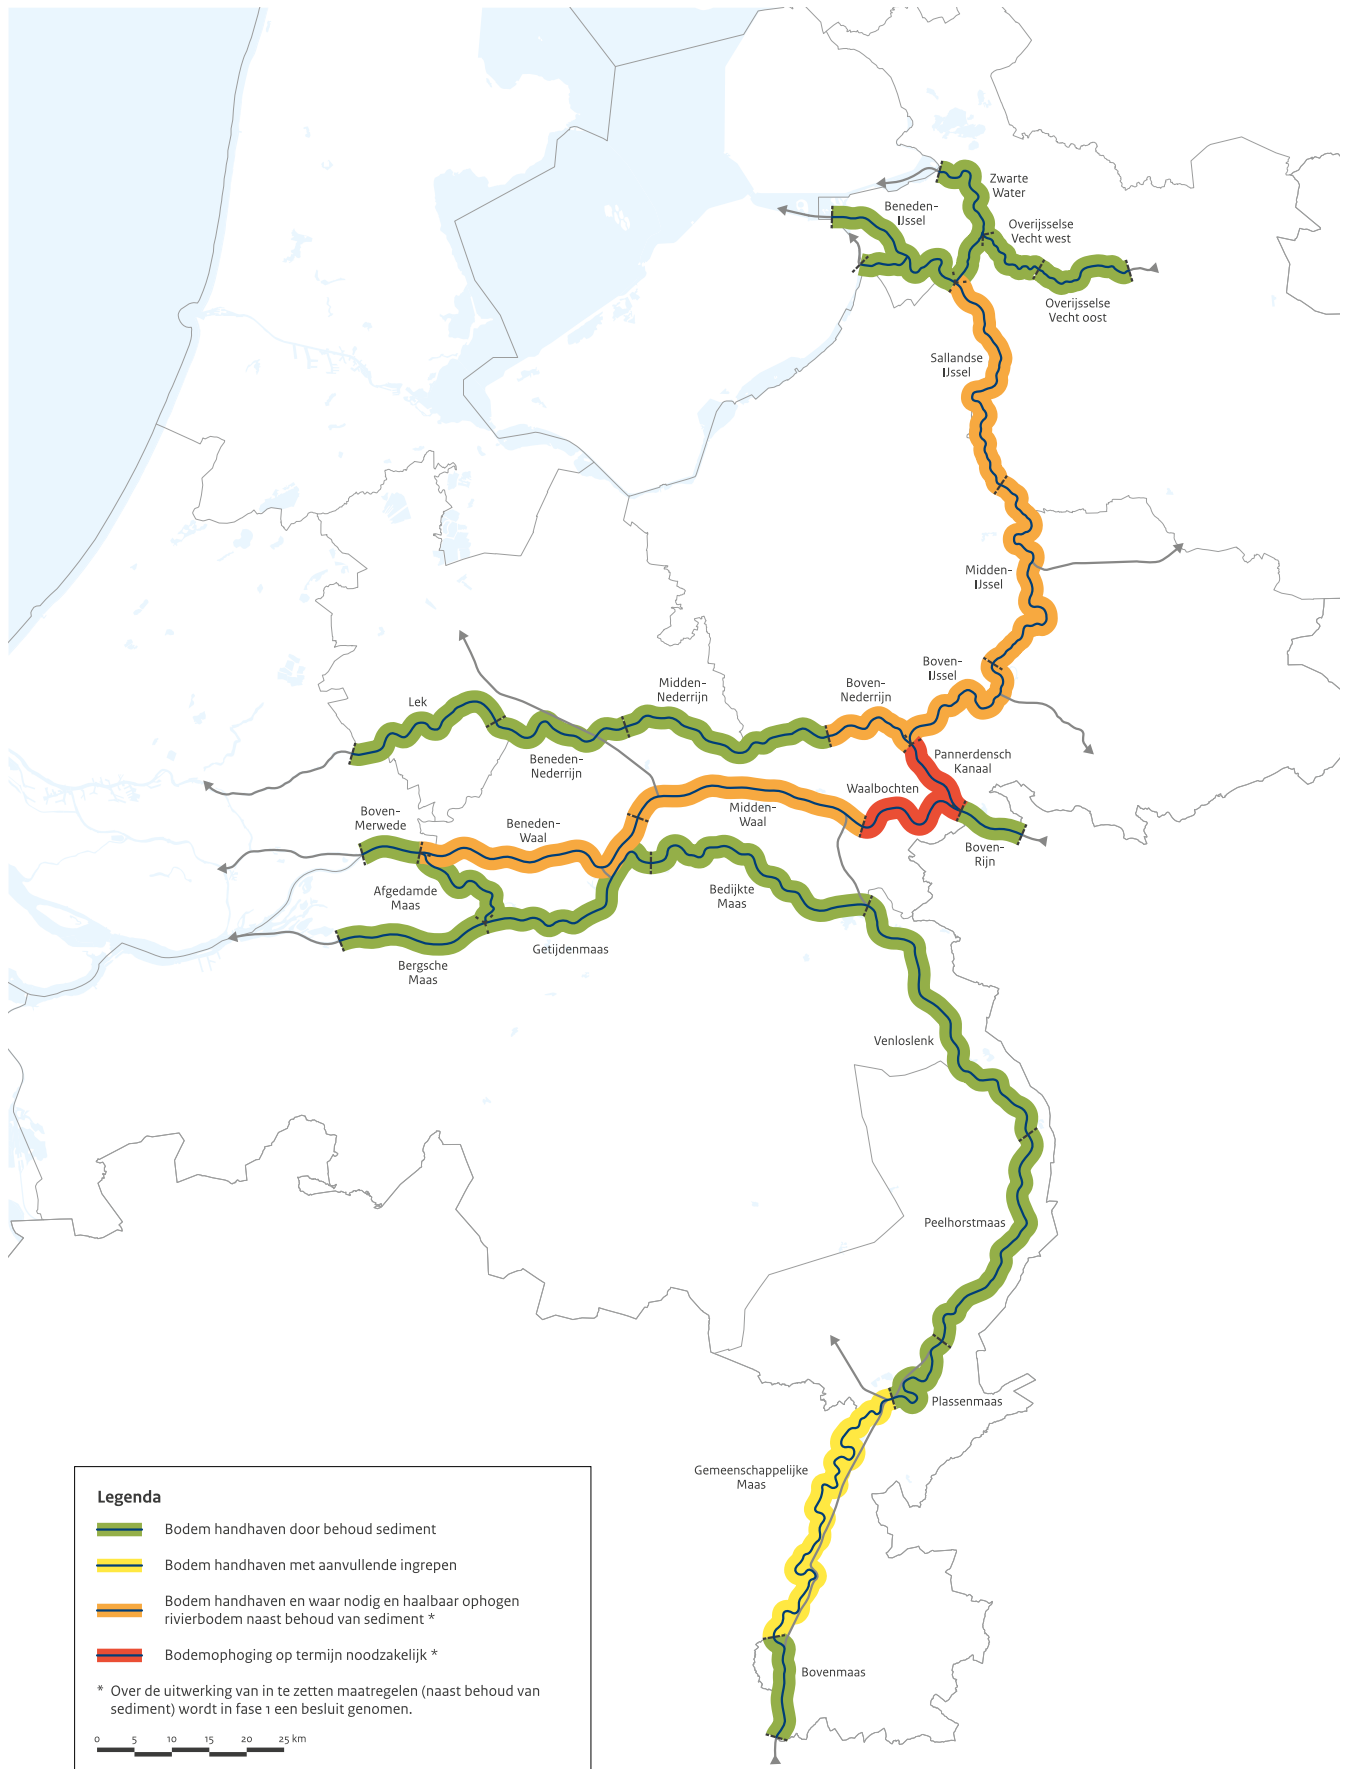 Zwarte
Water
Beneden-
IJssel
Overijsselse
Vecht west
Overijsselse
Vecht oost
Sallandse
IJssel
Midden-
IJssel
Boven-
IJssel
Midden-
Nederrijn
Boven-
Nederrijn
Lek
Beneden-
Nederrijn
Pannerdensch
Kanaal
Waalbochten
Midden-
Waal
Boven-
Merwede
Beneden-
Waal
Boven-
Rijn
Afgedamde
Maas
Bedijkte
Maas
Getijdenmaas
Bergsche
Maas
Venloslenk
Peelhorstmaas
Plassenmaas
Gemeenschappelijke
Maas
Bovenmaas
Legenda
Bodem handhaven door behoud sediment
Bodem handhaven met aanvullende ingrepen
Bodem handhaven en waar nodig en haalbaar ophogen
rivierbodem naast behoud van sediment *
Bodemophoging op termijn noodzakelijk *
* Over de uitwerking van in te zetten maatregelen (naast behoud van
sediment) wordt in fase 1 een besluit genomen.
0 5 10 15 20 25 km